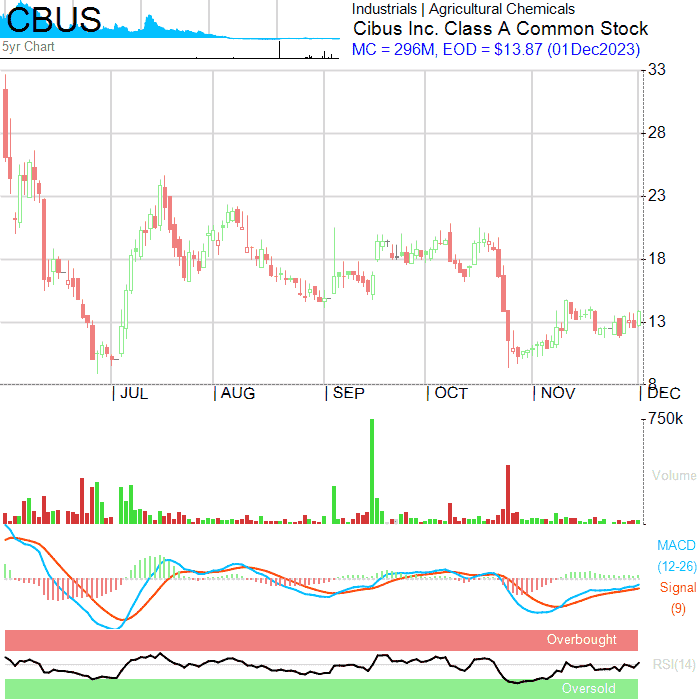 CBUS
Industrials | Agricultural Chemicals
Cibus Inc. Class A Common Stock
5yr Chart
MC = 296M, EOD = $13.87 (01Dec2023)
33
28
23
18
13
8
| JUL | AUG | SEP | OCT | NOV | DEC
750k
Volume
MACD
(12-26)
Signal
(9)
Overbought
RSI(14)
Oversold